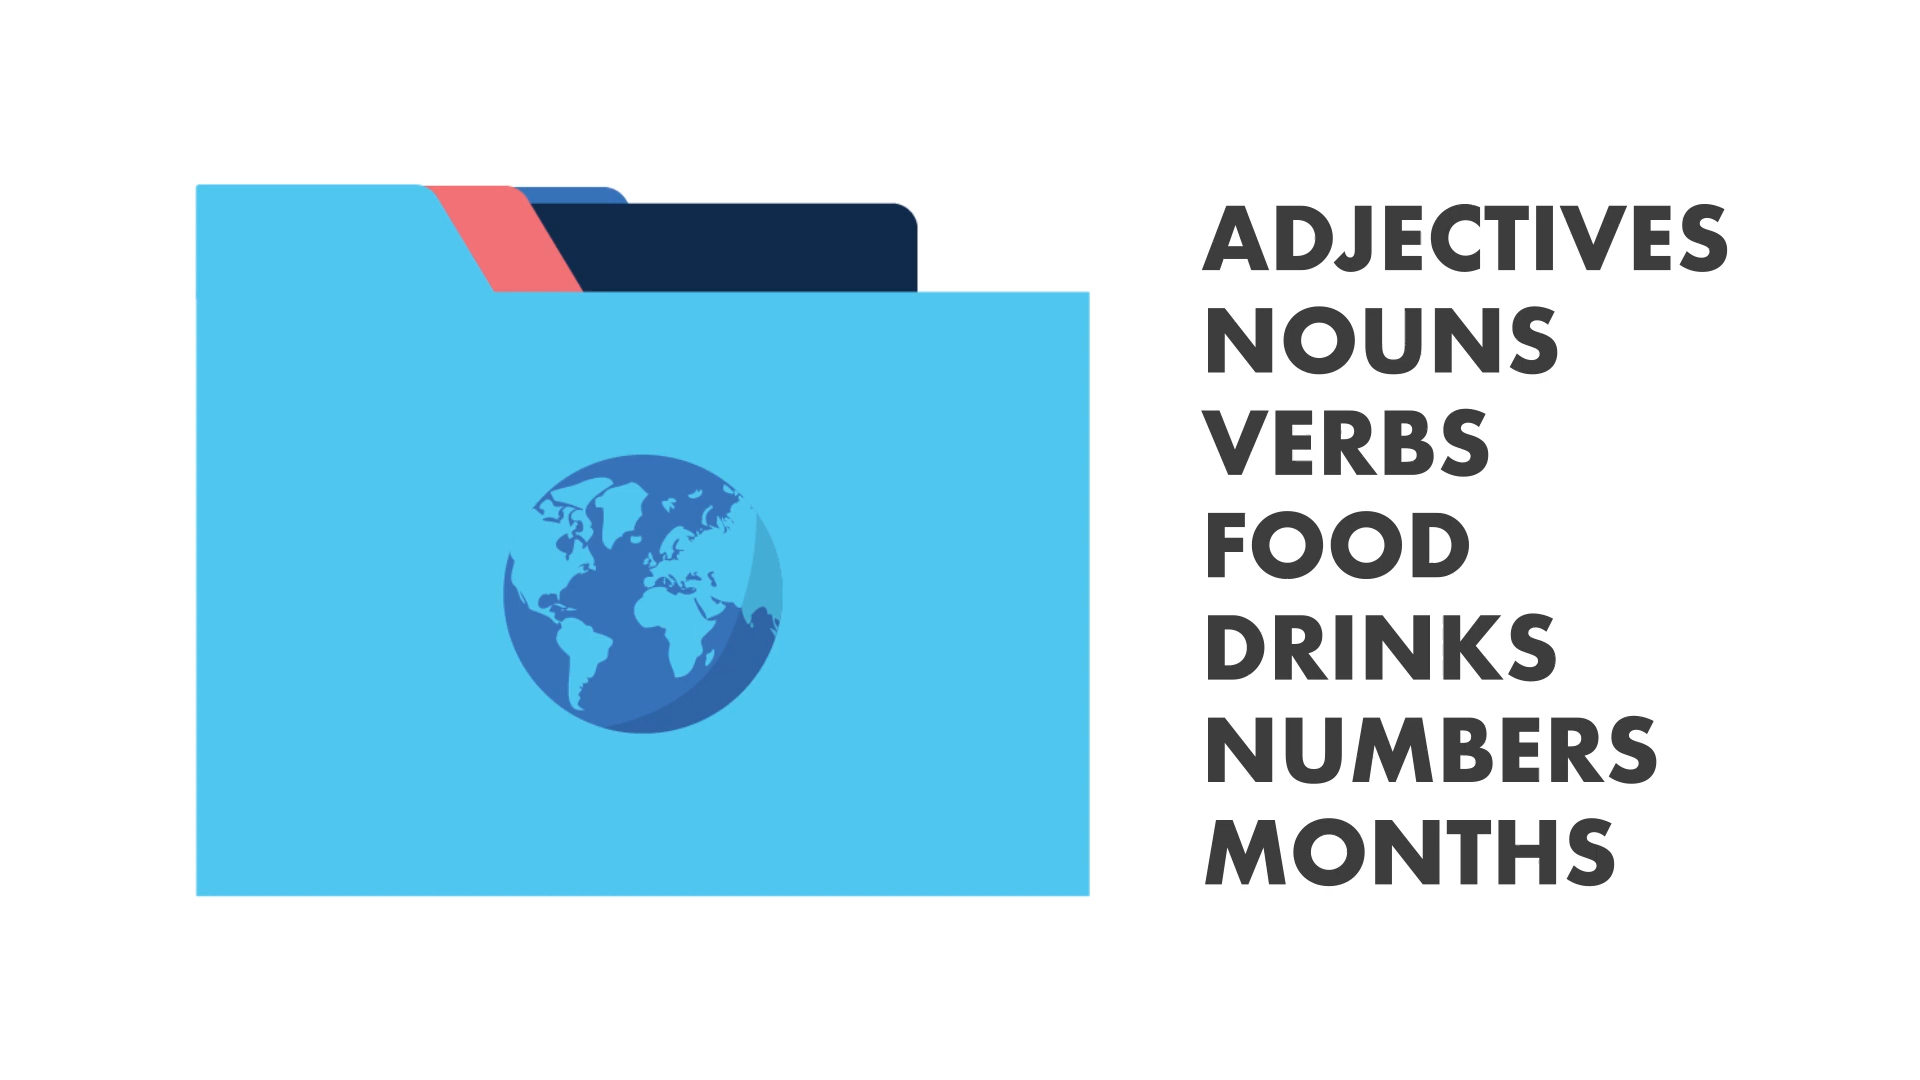 ADJECTIVES
NOUNS
VERBS
FOOD
DRINKS
NUMBERS
MONTHS